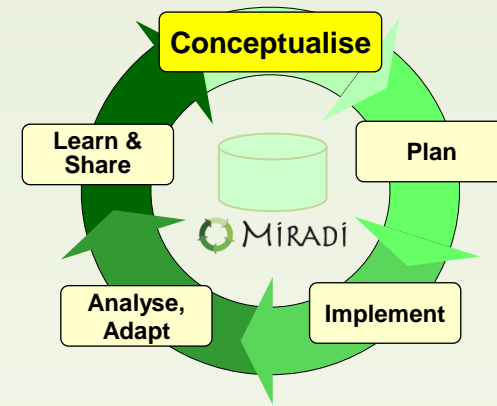 Conceptualise
Plan
Implement
Analyse,
Adapt
Learn &
Share
MIRADI